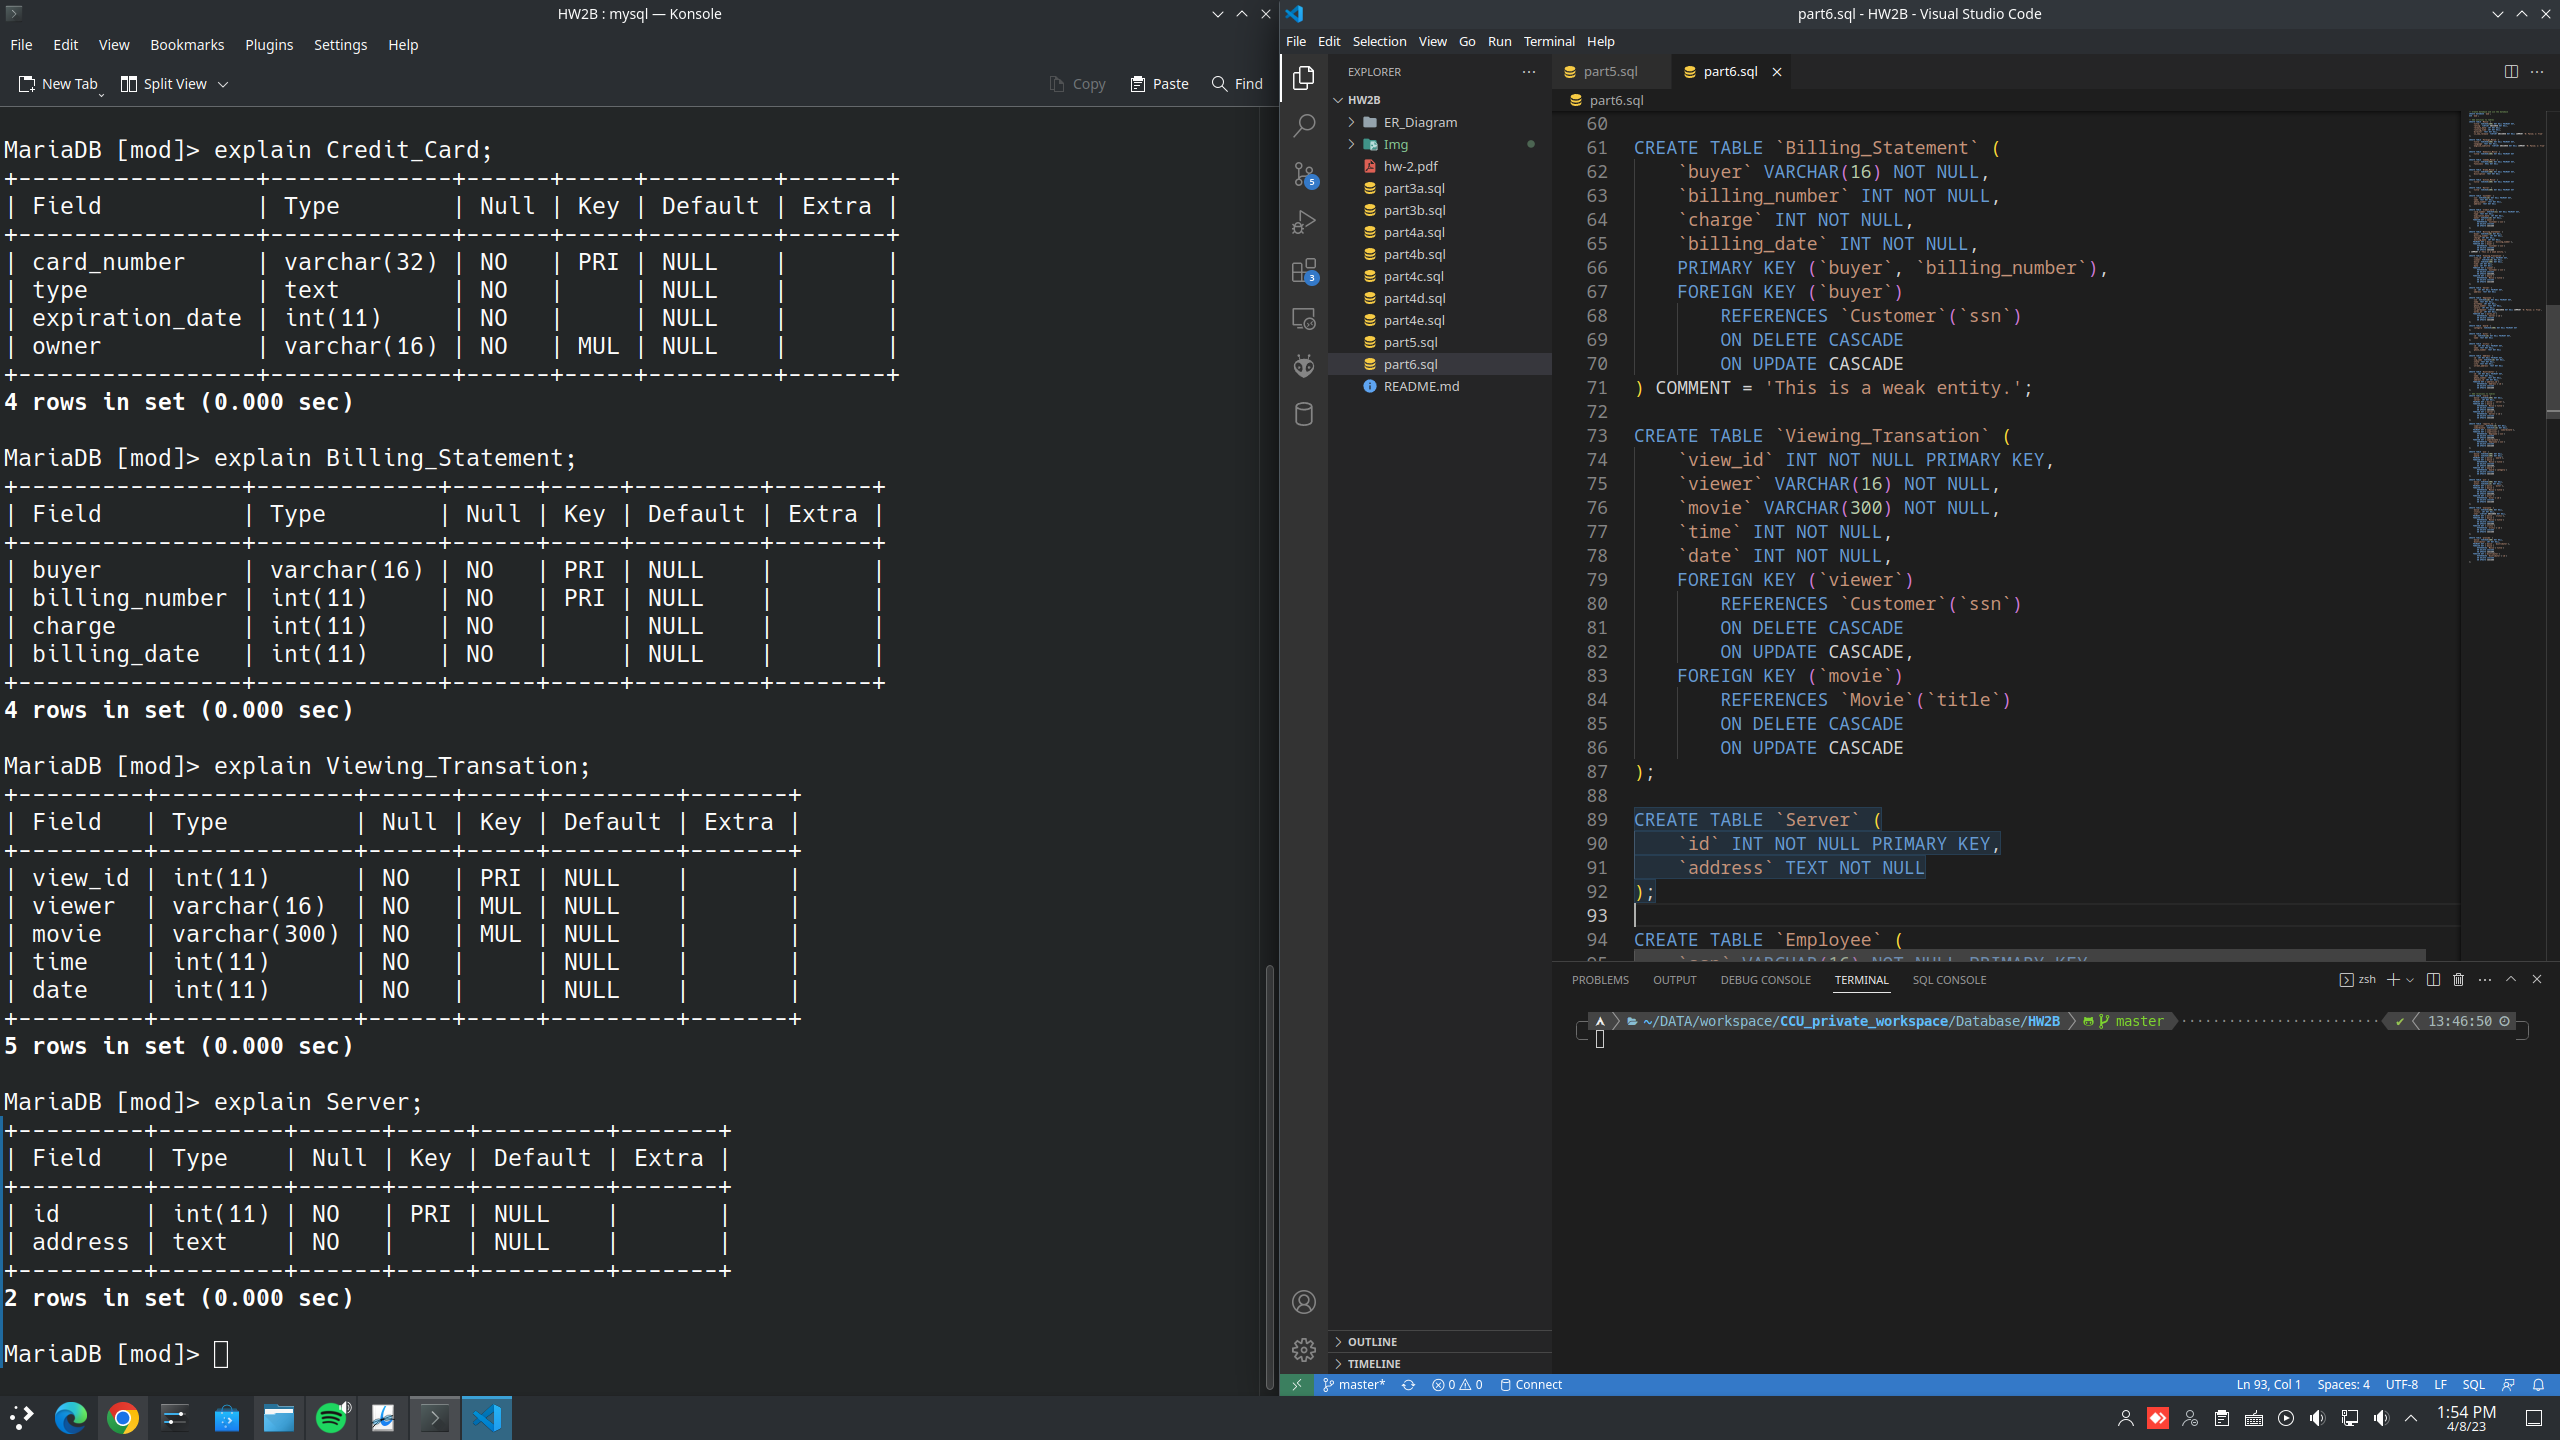 HW2B : mysql — Konsole
File Edit View Bookmarks Plugins Settings Help
New Tab Split View Copy Paste Find
MariaDB [mod]> explain Credit_Card;
+-----------------+-------------+------+-----+---------+-------+
| Field           | Type        | Null | Key | Default | Extra |
+-----------------+-------------+------+-----+---------+-------+
| card_number     | varchar(32) | NO   | PRI | NULL    |       |
| type            | text        | NO   |     | NULL    |       |
| expiration_date | int(11)     | NO   |     | NULL    |       |
| owner           | varchar(16) | NO   | MUL | NULL    |       |
+-----------------+-------------+------+-----+---------+-------+
4 rows in set (0.000 sec)
MariaDB [mod]> explain Billing_Statement;
+----------------+-------------+------+-----+---------+-------+
| Field          | Type        | Null | Key | Default | Extra |
+----------------+-------------+------+-----+---------+-------+
| buyer          | varchar(16) | NO   | PRI | NULL    |       |
| billing_number | int(11)     | NO   | PRI | NULL    |       |
| charge         | int(11)     | NO   |     | NULL    |       |
| billing_date   | int(11)     | NO   |     | NULL    |       |
+----------------+-------------+------+-----+---------+-------+
4 rows in set (0.000 sec)
MariaDB [mod]> explain Viewing_Transation;
+---------+--------------+------+-----+---------+-------+
| Field   | Type         | Null | Key | Default | Extra |
+---------+--------------+------+-----+---------+-------+
| view_id | int(11)      | NO   | PRI | NULL    |       |
| viewer  | varchar(16)  | NO   | MUL | NULL    |       |
| movie   | varchar(300) | NO   | MUL | NULL    |       |
| time    | int(11)      | NO   |     | NULL    |       |
| date    | int(11)      | NO   |     | NULL    |       |
+---------+--------------+------+-----+---------+-------+
5 rows in set (0.000 sec)
MariaDB [mod]> explain Server;
+---------+---------+------+-----+---------+-------+
| Field   | Type    | Null | Key | Default | Extra |
+---------+---------+------+-----+---------+-------+
| id      | int(11) | NO   | PRI | NULL    |       |
| address | text    | NO   |     | NULL    |       |
+---------+---------+------+-----+---------+-------+
2 rows in set (0.000 sec)
MariaDB [mod]>
part6.sql - HW2B - Visual Studio Code
File Edit Selection View Go Run Terminal Help
EXPLORER
HW2B
ER_Diagram
Img
hw-2.pdf
part3a.sql
part3b.sql
part4a.sql
part4b.sql
part4c.sql
part4d.sql
part4e.sql
part5.sql
part6.sql
README.md
OUTLINE
TIMELINE
5
3
part5.sql part6.sql
part6.sql
60
61 CREATE TABLE `Billing_Statement` (
62     `buyer` VARCHAR(16) NOT NULL,
63     `billing_number` INT NOT NULL,
64     `charge` INT NOT NULL,
65     `billing_date` INT NOT NULL,
66     PRIMARY KEY (`buyer`, `billing_number`),
67     FOREIGN KEY (`buyer`)
68         REFERENCES `Customer`(`ssn`)
69         ON DELETE CASCADE
70         ON UPDATE CASCADE
71 ) COMMENT = 'This is a weak entity.';
72
73 CREATE TABLE `Viewing_Transation` (
74     `view_id` INT NOT NULL PRIMARY KEY,
75     `viewer` VARCHAR(16) NOT NULL,
76     `movie` VARCHAR(300) NOT NULL,
77     `time` INT NOT NULL,
78     `date` INT NOT NULL,
79     FOREIGN KEY (`viewer`)
80         REFERENCES `Customer`(`ssn`)
81         ON DELETE CASCADE
82         ON UPDATE CASCADE,
83     FOREIGN KEY (`movie`)
84         REFERENCES `Movie`(`title`)
85         ON DELETE CASCADE
86         ON UPDATE CASCADE
87 );
88
89 CREATE TABLE `Server` (
90     `id` INT NOT NULL PRIMARY KEY,
91     `address` TEXT NOT NULL
92 );
93
94 CREATE TABLE `Employee` (
95     `ssn` VARCHAR(16) NOT NULL PRIMARY KEY
PROBLEMS OUTPUT DEBUG CONSOLE TERMINAL SQL CONSOLE zsh
~/DATA/workspace/CCU_private_workspace/Database/HW2B master 13:46:50
master* 0 0 Connect Ln 93, Col 1 Spaces: 4 UTF-8 LF SQL
1:54 PM
4/8/23